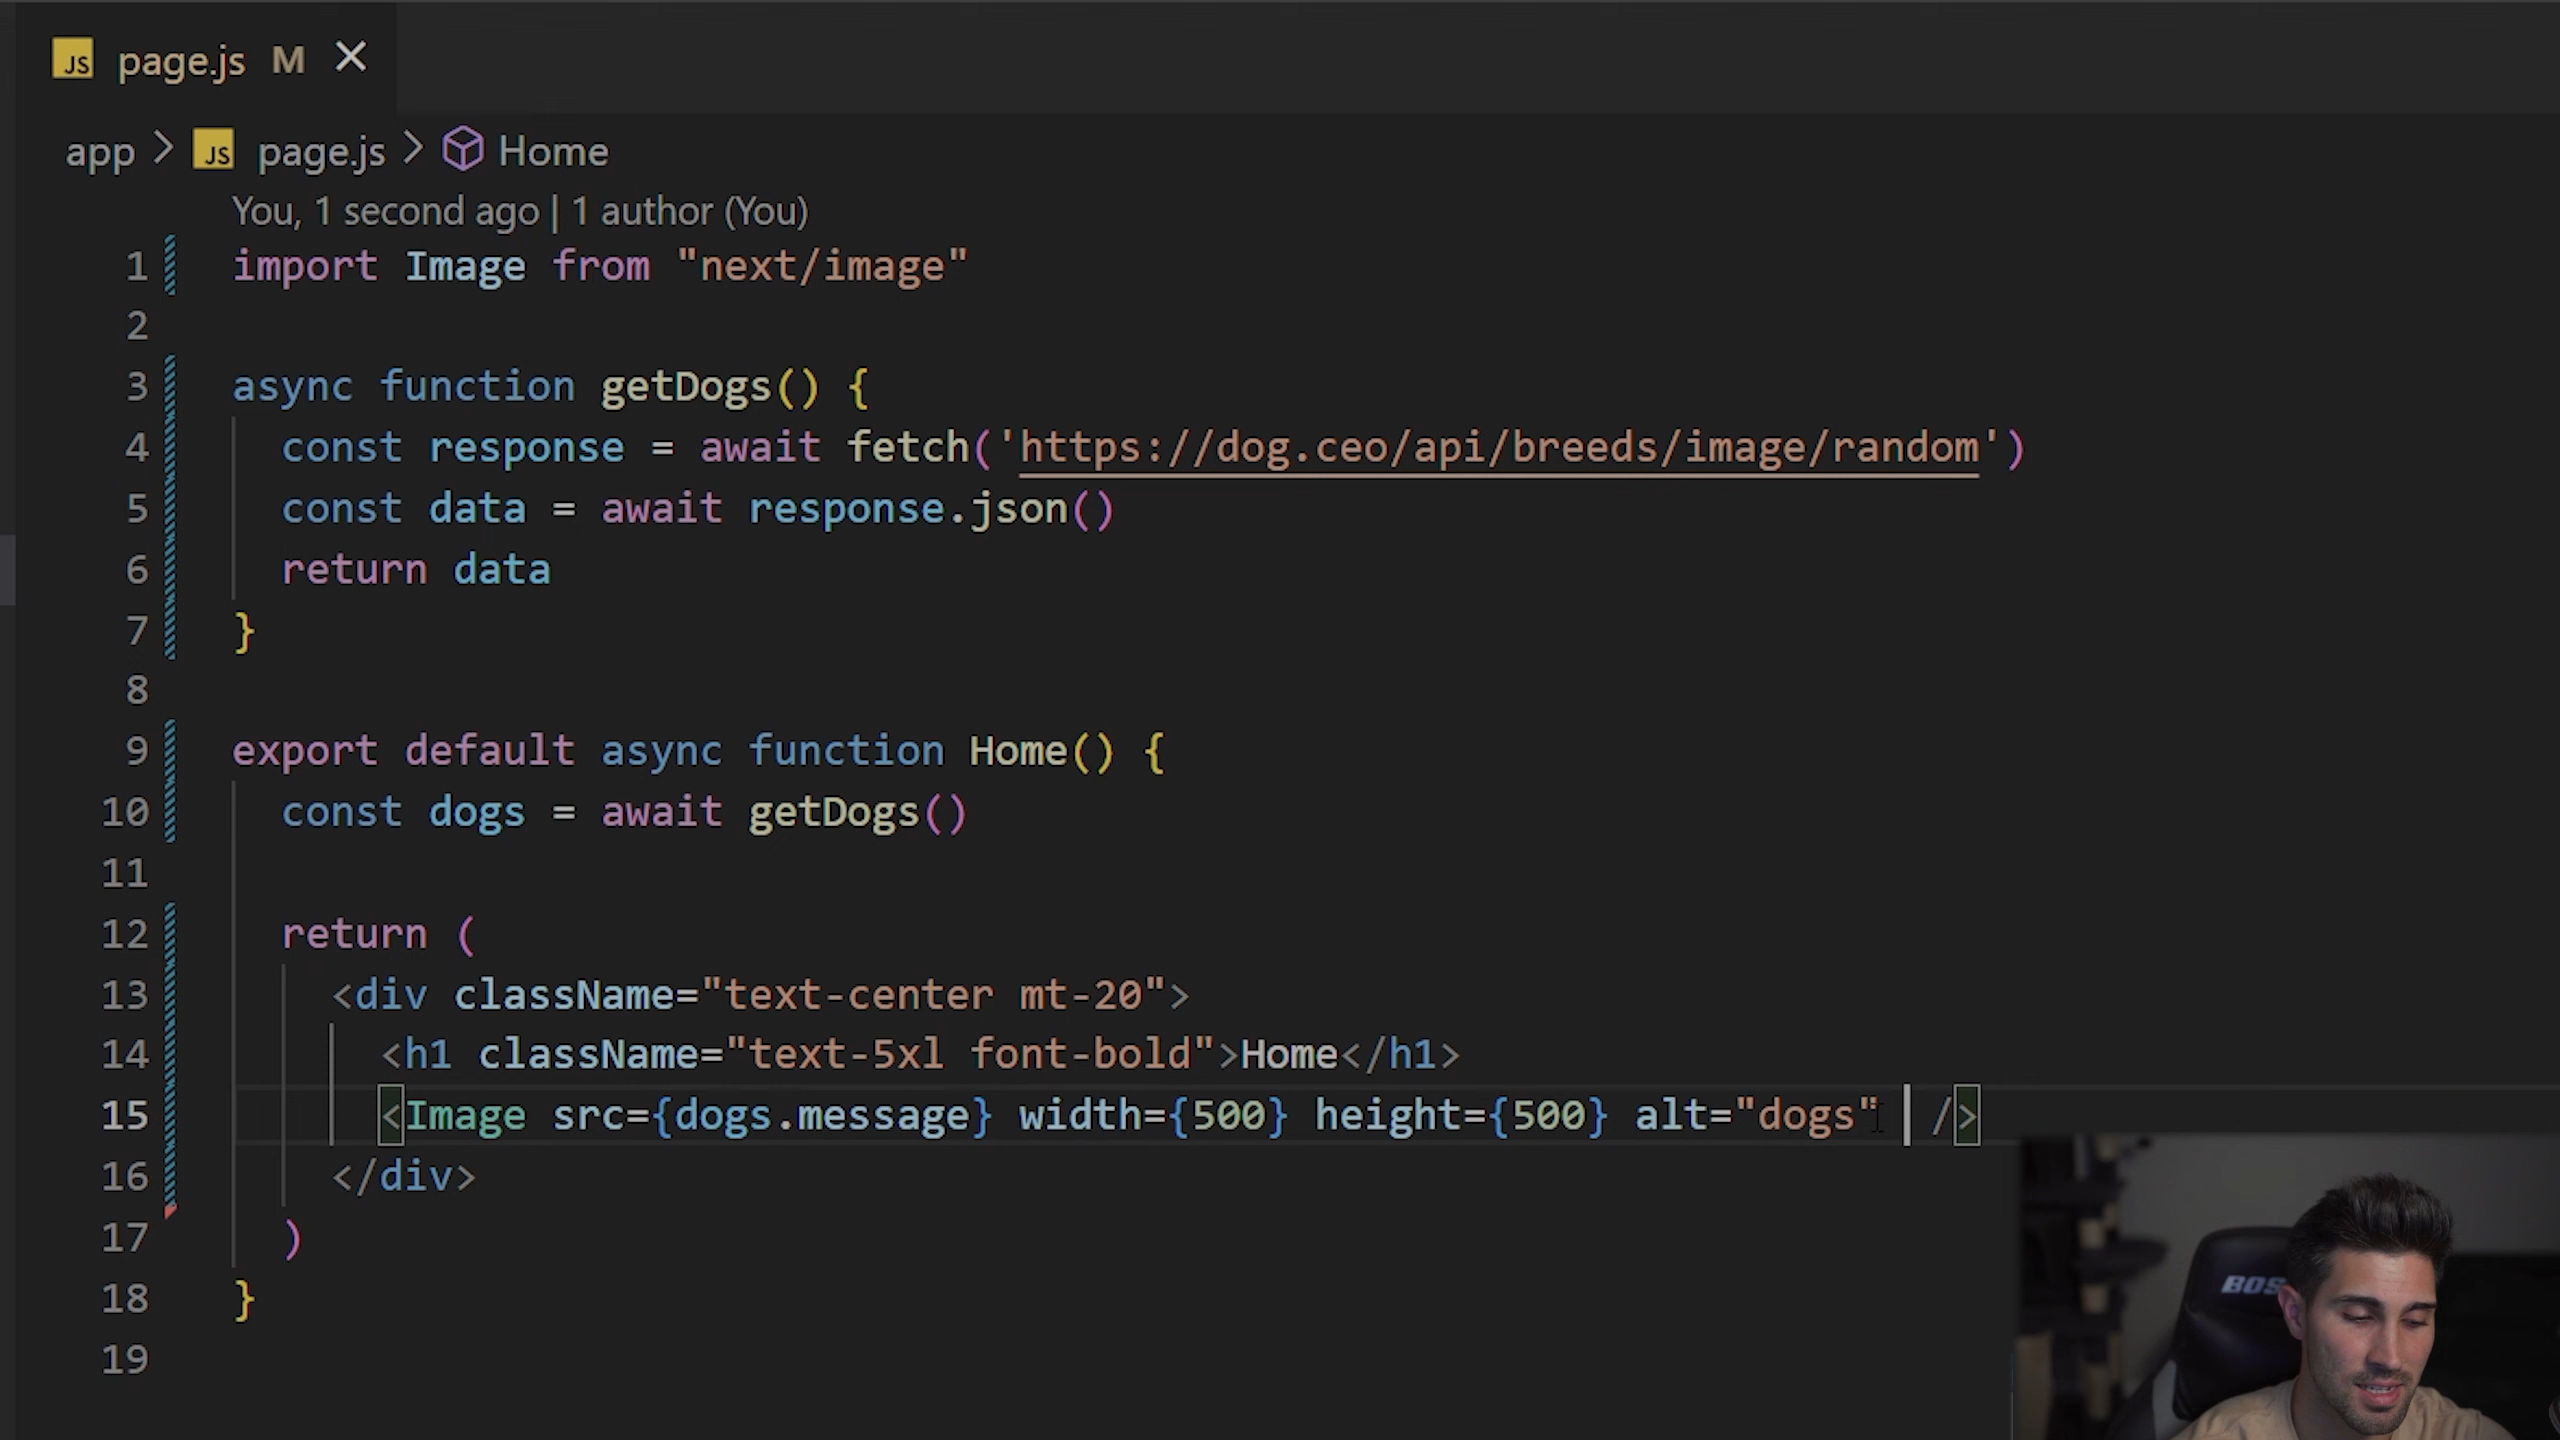 JS page.js M
app > JS page.js > Home
You, 1 second ago | 1 author (You)
1 import Image from "next/image"
2
3 async function getDogs() {
4 const response = await fetch('https://dog.ceo/api/breeds/image/random')
5 const data = await response.json()
6 return data
7 }
8
9 export default async function Home() {
10 const dogs = await getDogs()
11
12 return (
13 <div className="text-center mt-20">
14 <h1 className="text-5xl font-bold">Home</h1>
15 <Image src={dogs.message} width={500} height={500} alt="dogs" />
16 </div>
17 )
18 }
19